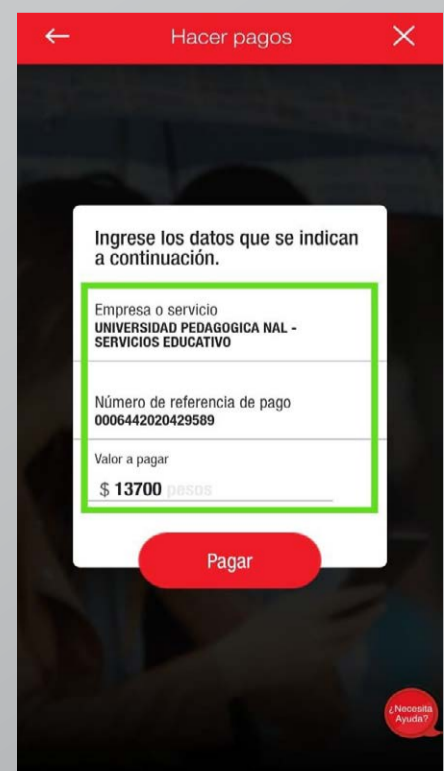 Hacer pagos
Ingrese los datos que se indican
a continuación.
Empresa o servicio
UNIVERSIDAD PEDAGOGICA NAL -
SERVICIOS EDUCATIVO
Número de referencia de pago
0006442020429589
Valor a pagar
$ 13700 pesos
Pagar
¿Necesita
Ayuda?